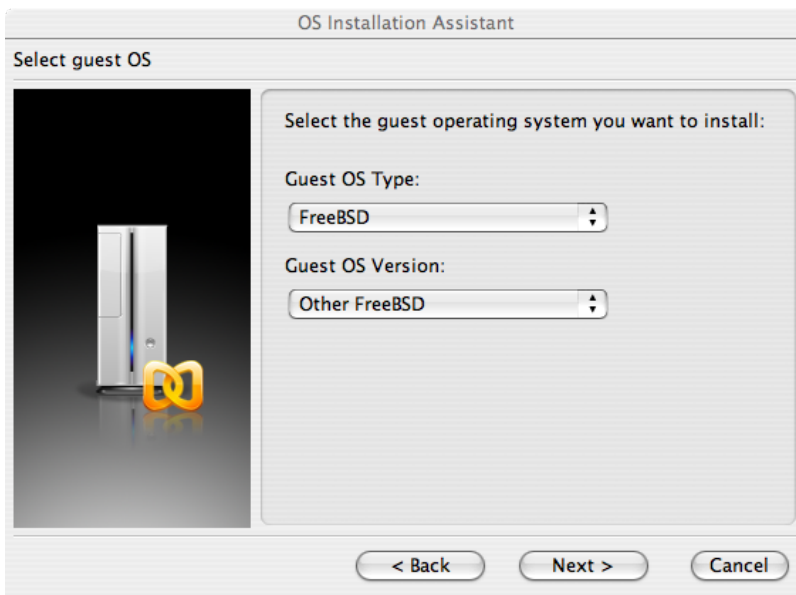 OS Installation Assistant
Select guest OS
Select the guest operating system you want to install:
Guest OS Type:
FreeBSD
Guest OS Version:
Other FreeBSD
< Back
Next >
Cancel